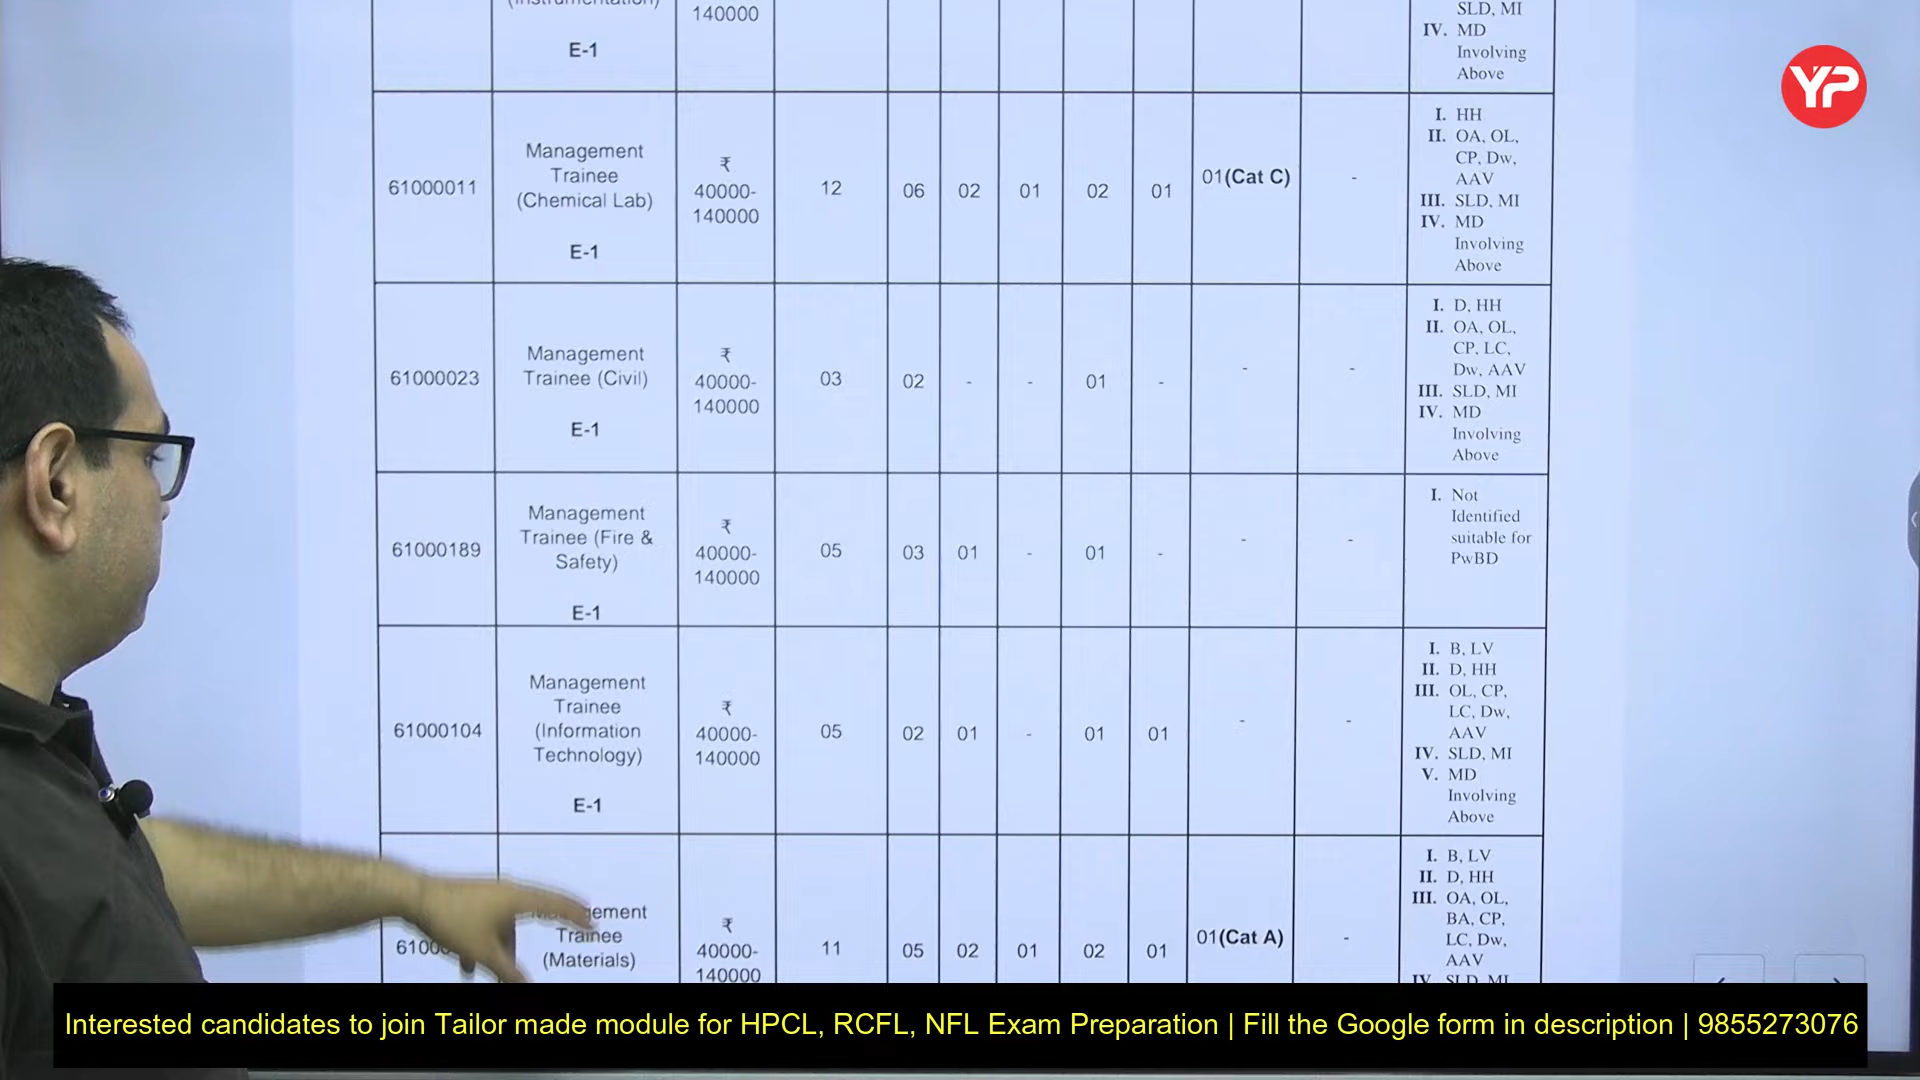 (Instrumentation)
E-1
140000
SLD, MI
IV. MD
Involving
Above
YP
61000011
Management
Trainee
(Chemical Lab)
E-1
₹
40000-
140000
12
06
02
01
02
01
01(Cat C)
-
I. HH
II. OA, OL,
CP, Dw,
AAV
III. SLD, MI
IV. MD
Involving
Above
61000023
Management
Trainee (Civil)
E-1
₹
40000-
140000
03
02
-
-
01
-
-
-
I. D, HH
II. OA, OL,
CP, LC,
Dw, AAV
III. SLD, MI
IV. MD
Involving
Above
61000189
Management
Trainee (Fire &
Safety)
E-1
₹
40000-
140000
05
03
01
-
01
-
-
-
I. Not
Identified
suitable for
PwBD
61000104
Management
Trainee
(Information
Technology)
E-1
₹
40000-
140000
05
02
01
-
01
01
-
-
I. B, LV
II. D, HH
III. OL, CP,
LC, Dw,
AAV
IV. SLD, MI
V. MD
Involving
Above
Trainee
(Materials)
₹
40000-
140000
11
05
02
01
02
01
01(Cat A)
-
I. B, LV
II. D, HH
III. OA, OL,
BA, CP,
LC, Dw,
AAV
IV. SLD, MI
Interested candidates to join Tailor made module for HPCL, RCFL, NFL Exam Preparation | Fill the Google form in description | 9855273076